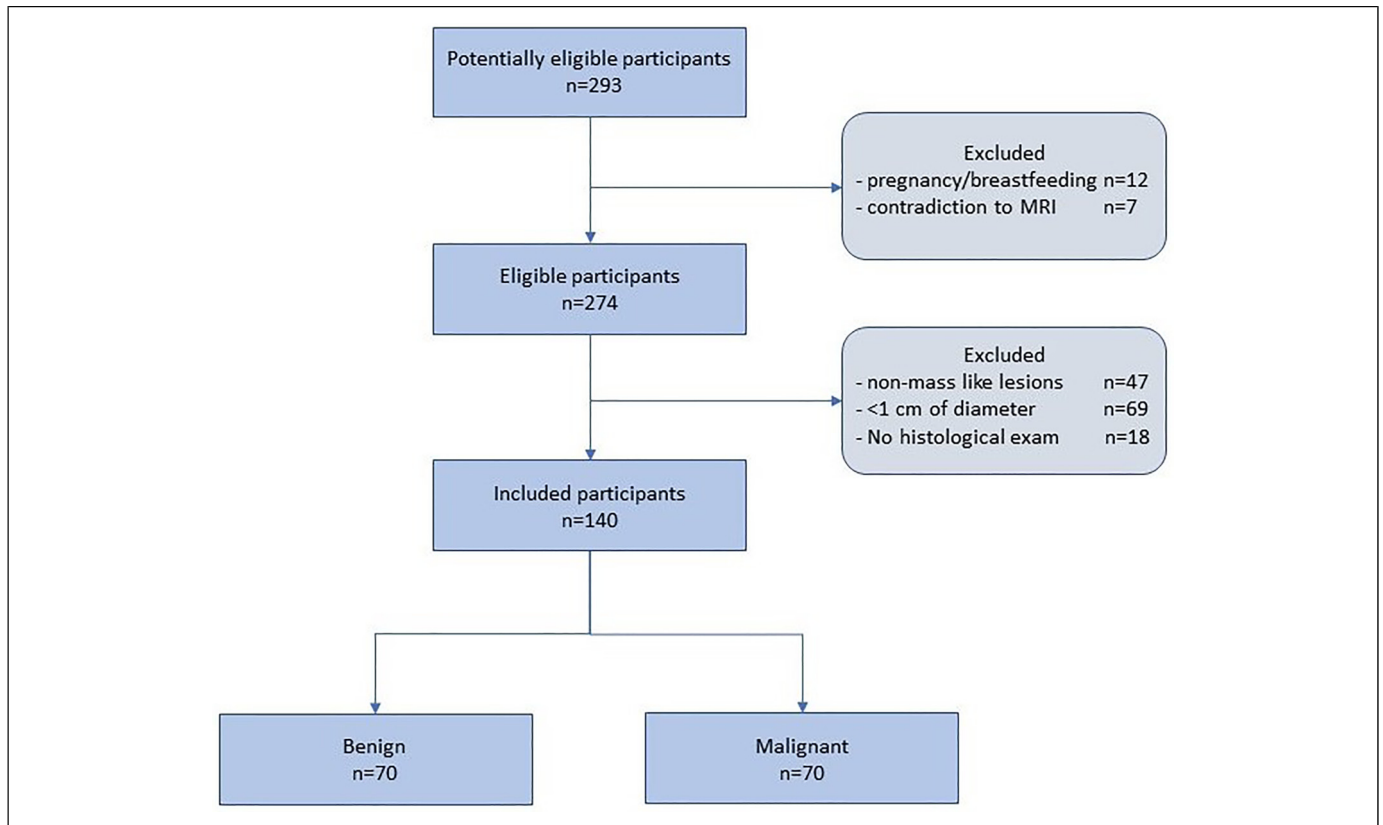 Potentially eligible participants
n=293
Excluded
- pregnancy/breastfeeding n=12
- contradiction to MRI n=7
Eligible participants
n=274
Excluded
- non-mass like lesions n=47
- <1 cm of diameter n=69
- No histological exam n=18
Included participants
n=140
Benign
n=70
Malignant
n=70